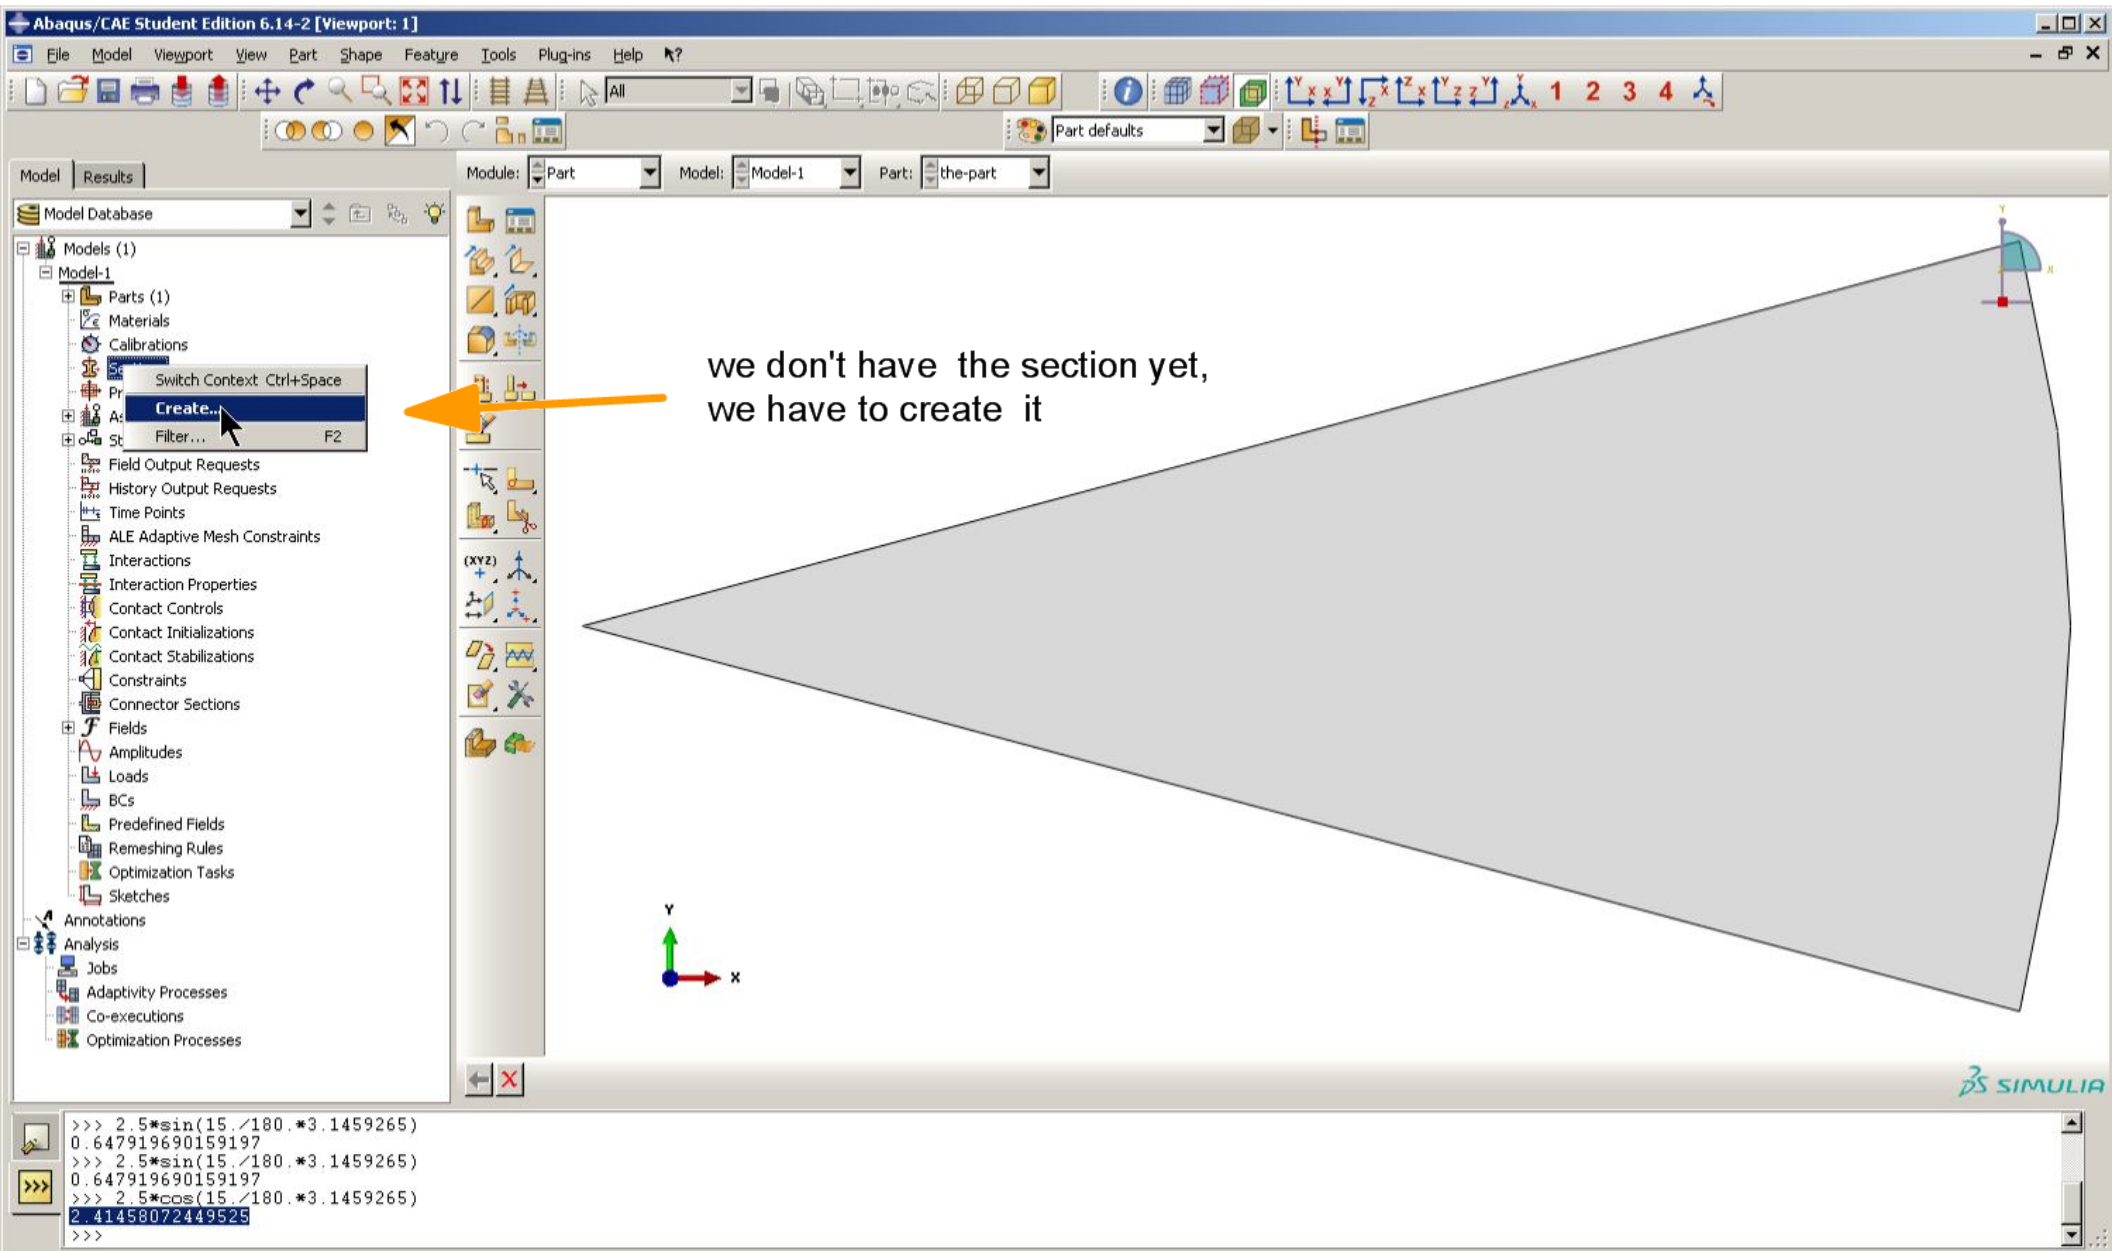 Abaqus/CAE Student Edition 6.14-2 [Viewport: 1]
File Model Viewport View Part Shape Feature Tools Plug-ins Help
All
1 2 3 4
Part defaults
Model Results
Module: Part Model: Model-1 Part: the-part
Model Database
Models (1)
Model-1
Parts (1)
Materials
Calibrations
Switch Context Ctrl+Space
Create...
Filter... F2
Field Output Requests
History Output Requests
Time Points
ALE Adaptive Mesh Constraints
Interactions
Interaction Properties
Contact Controls
Contact Initializations
Contact Stabilizations
Constraints
Connector Sections
Fields
Amplitudes
Loads
BCs
Predefined Fields
Remeshing Rules
Optimization Tasks
Sketches
Annotations
Analysis
Jobs
Adaptivity Processes
Co-executions
Optimization Processes
(XYZ)
we don't have the section yet,
we have to create it
Y
X
Y
X
SIMULIA
>>> 2.5*sin(15./180.*3.1459265)
0.647919690159197
>>> 2.5*sin(15./180.*3.1459265)
0.647919690159197
>>> 2.5*cos(15./180.*3.1459265)
2.41458072449525
>>>